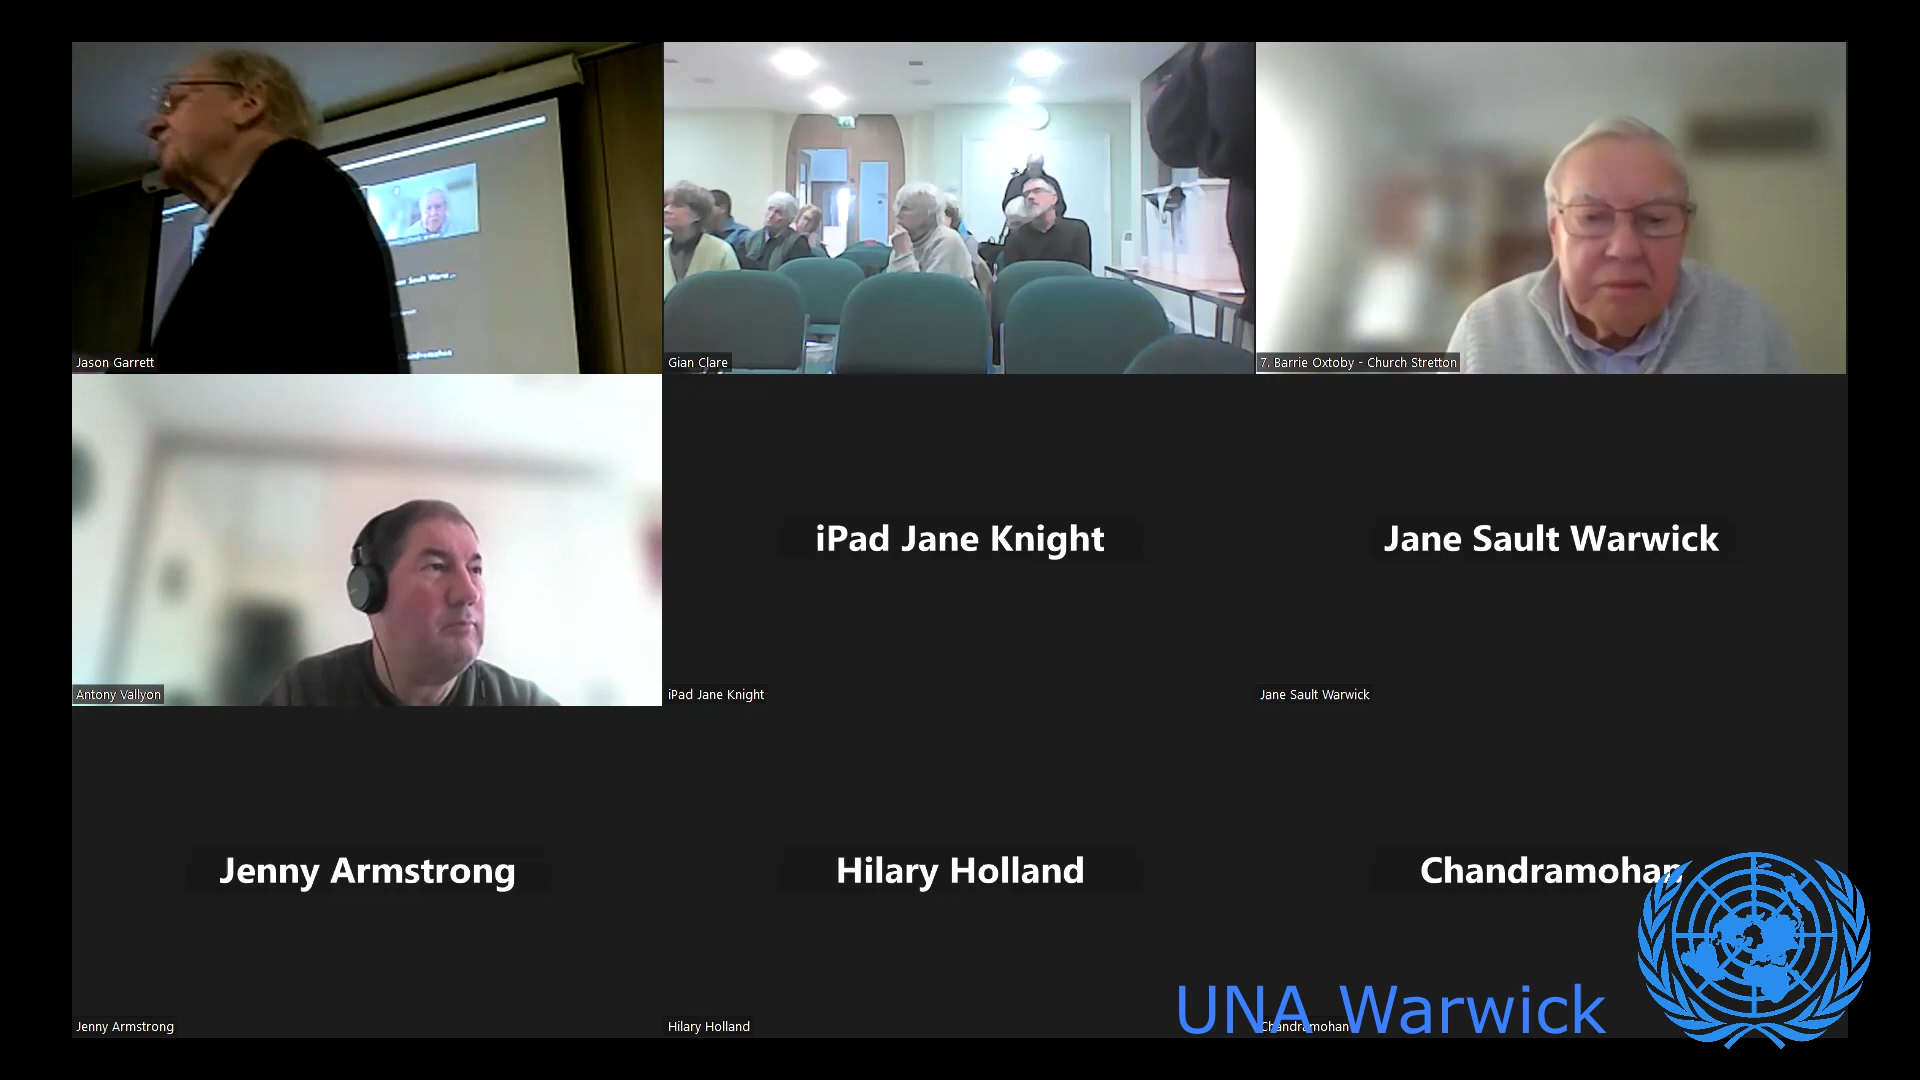 Jason Garrett
Gian Clare
7. Barrie Oxtoby - Church Stretton
Antony Vallyon
iPad Jane Knight
iPad Jane Knight
Jane Sault Warwick
Jane Sault Warwick
Jenny Armstrong
Jenny Armstrong
Hilary Holland
Hilary Holland
Chandramohan
Chandramohan
UNA Warwick